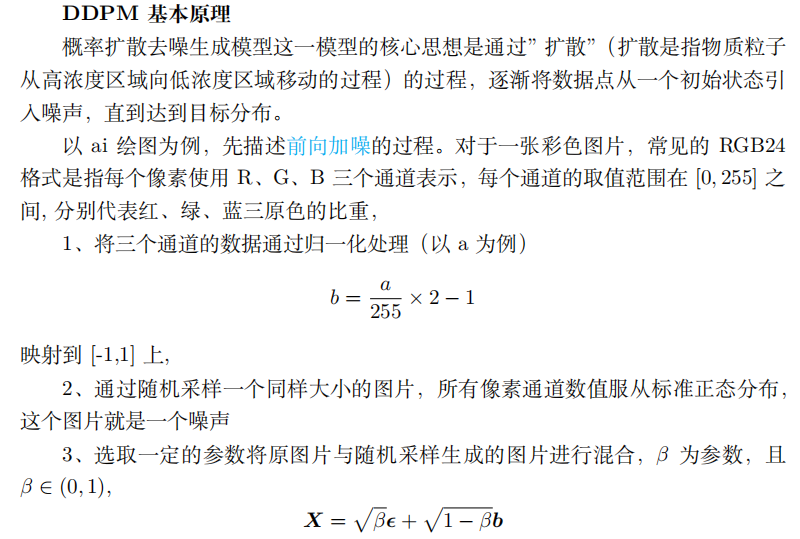 DDPM 基本原理
概率扩散去噪生成模型这一模型的核心思想是通过”扩散”（扩散是指物质粒子
从高浓度区域向低浓度区域移动的过程）的过程，逐渐将数据点从一个初始状态引
入噪声，直到达到目标分布。
以 ai 绘图为例，先描述前向加噪的过程。对于一张彩色图片，常见的 RGB24
格式是指每个像素使用 R、G、B 三个通道表示，每个通道的取值范围在 [0, 255] 之
间, 分别代表红、绿、蓝三原色的比重，
1、将三个通道的数据通过归一化处理（以 a 为例）
b = a/255 × 2 − 1
映射到 [-1,1] 上,
2、通过随机采样一个同样大小的图片，所有像素通道数值服从标准正态分布,
这个图片就是一个噪声
3、选取一定的参数将原图片与随机采样生成的图片进行混合，β 为参数，且
β ∈ (0, 1),
X = √β ϵ + √(1 − β) b